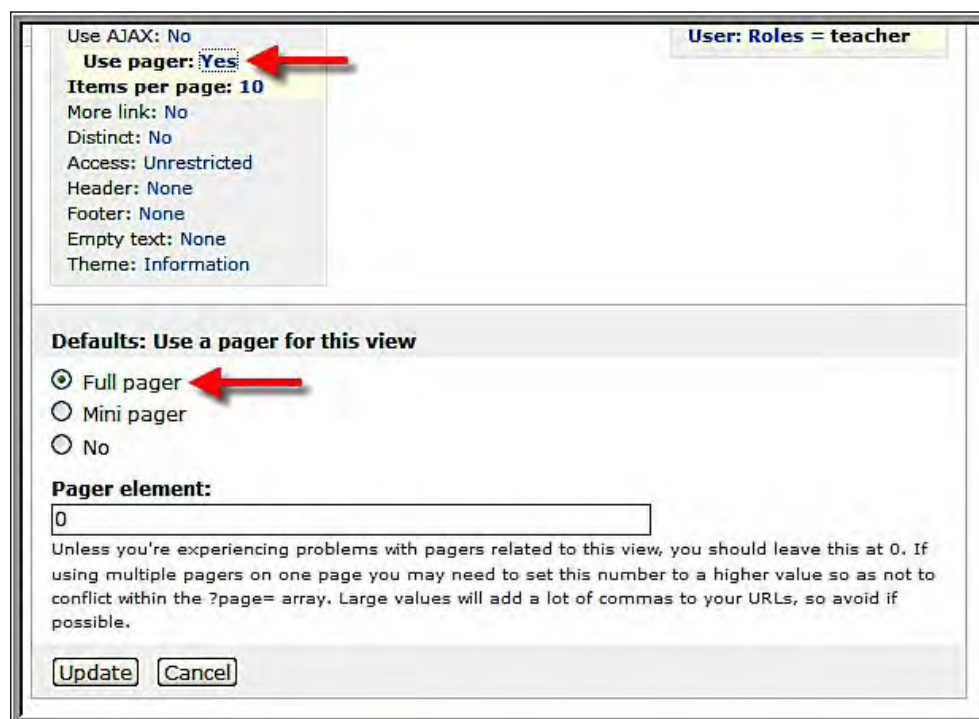 Use AJAX: No
User: Roles = teacher
Use pager: Yes
Items per page: 10
More link: No
Distinct: No
Access: Unrestricted
Header: None
Footer: None
Empty text: None
Theme: Information
Defaults: Use a pager for this view
Full pager
Mini pager
No
Pager element:
0
Unless you're experiencing problems with pagers related to this view, you should leave this at 0. If
using multiple pagers on one page you may need to set this number to a higher value so as not to
conflict within the ?page= array. Large values will add a lot of commas to your URLs, so avoid if
possible.
Update Cancel